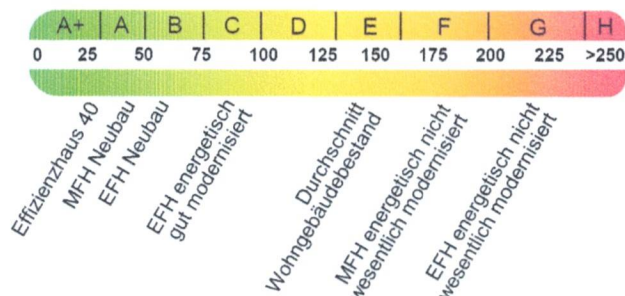 A+ A B C D E F G H
0 25 50 75 100 125 150 175 200 225 >250
Effizienzhaus 40
MFH Neubau
EFH Neubau
EFH energetisch
gut modernisiert
Durchschnitt
Wohngebäudebestand
MFH energetisch nicht
wesentlich modernisiert
EFH energetisch nicht
wesentlich modernisiert